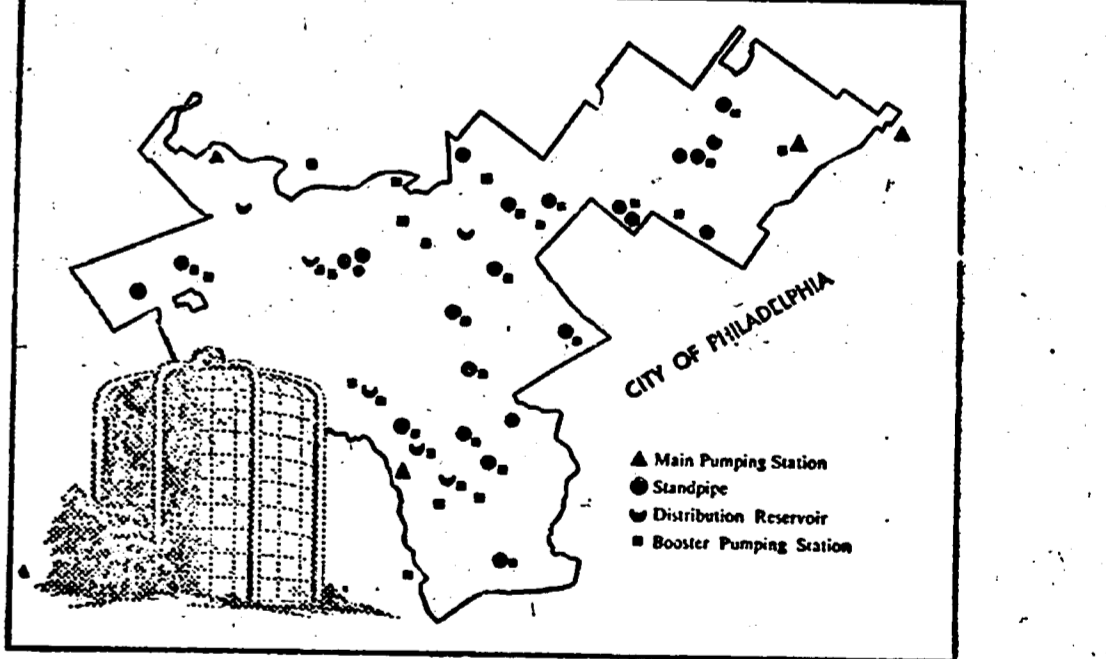 CITY OF PHILADELPHIA
Main Pumping Station
Standpipe
Distribution Reservoir
Booster Pumping Station